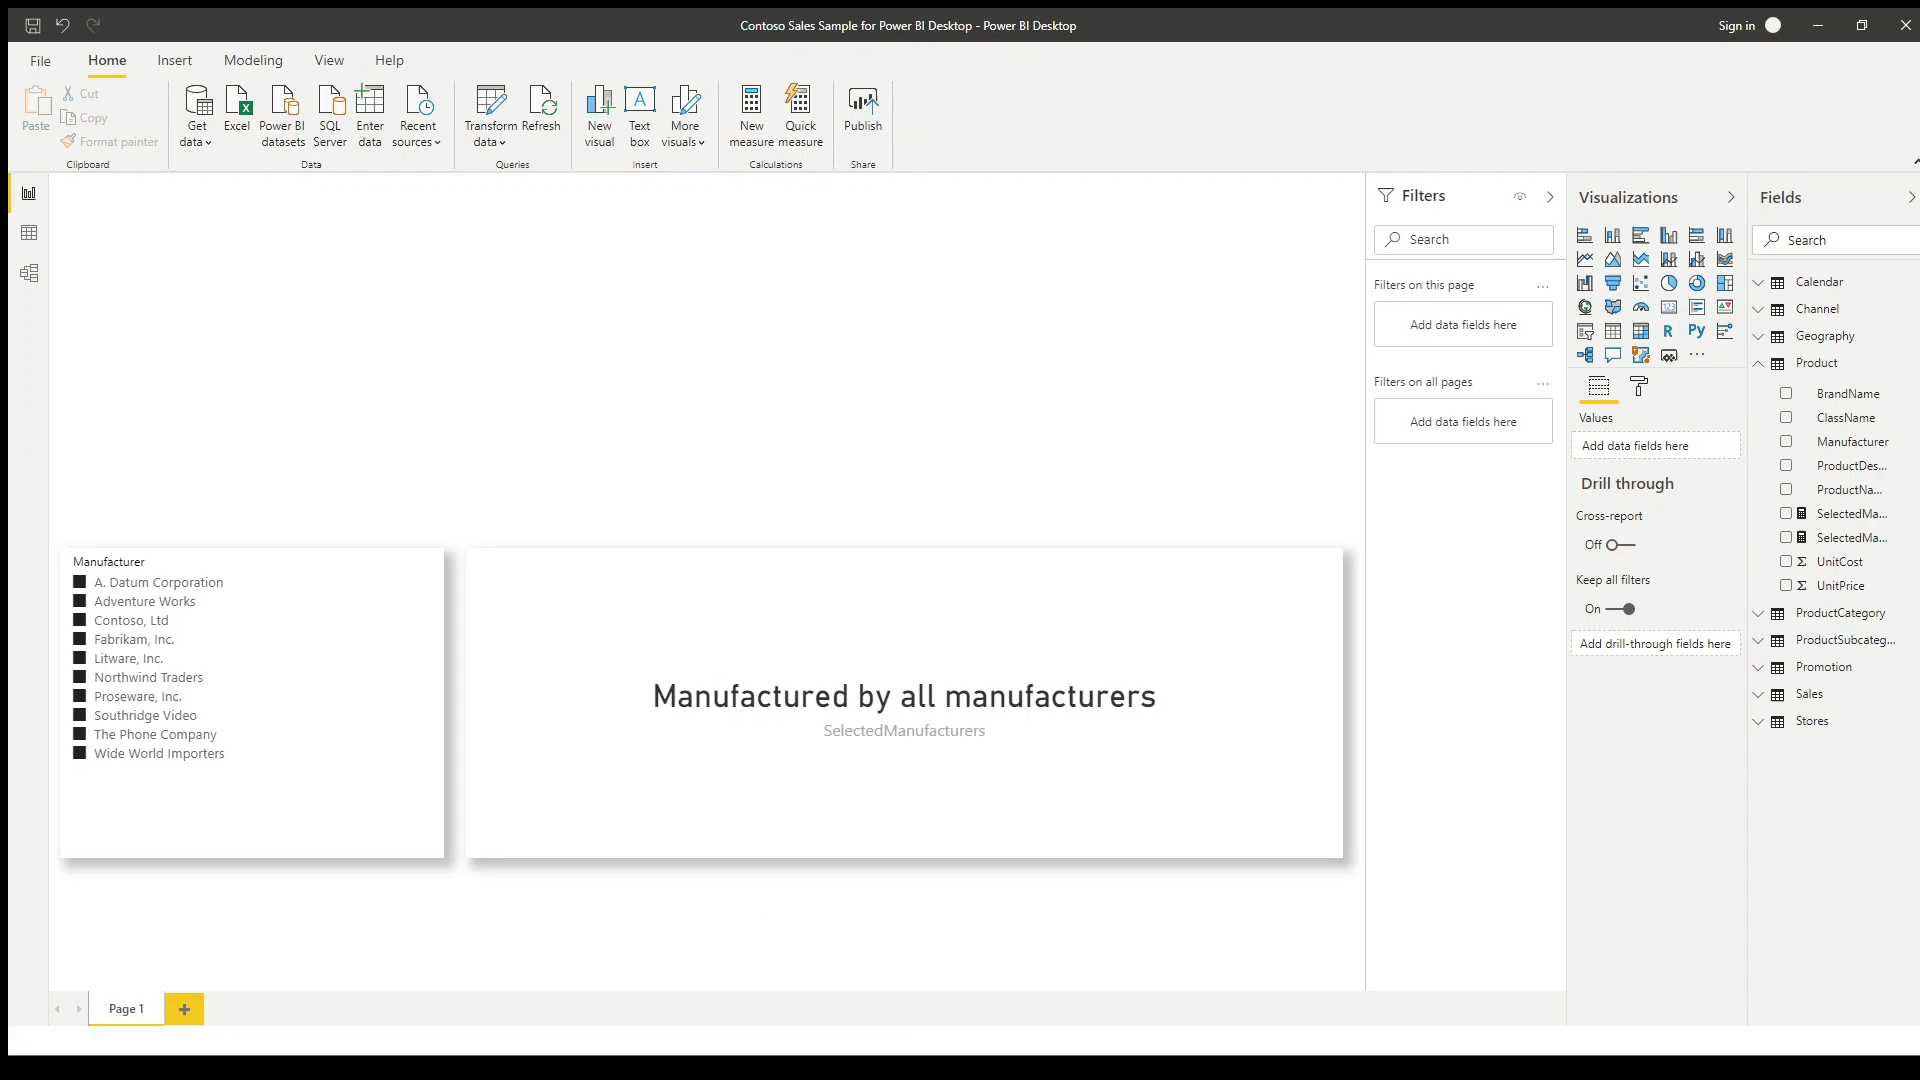 Contoso Sales Sample for Power BI Desktop - Power BI Desktop
Sign in
File
Home
Insert
Modeling
View
Help
Paste
Cut
Copy
Format painter
Clipboard
Get data
Excel
Power BI datasets
SQL Server
Enter data
Recent sources
Data
Transform data
Refresh
Queries
New visual
Text box
More visuals
Insert
New measure
Quick measure
Calculations
Publish
Share
Manufacturer
A. Datum Corporation
Adventure Works
Contoso, Ltd
Fabrikam, Inc.
Litware, Inc.
Northwind Traders
Proseware, Inc.
Southridge Video
The Phone Company
Wide World Importers
Manufactured by all manufacturers
SelectedManufacturers
Page 1
Filters
Search
Filters on this page
...
Add data fields here
Filters on all pages
...
Add data fields here
Visualizations
123
R
Py
...
Values
Add data fields here
Drill through
Cross-report
Off
Keep all filters
On
Add drill-through fields here
Fields
Search
Calendar
Channel
Geography
Product
BrandName
ClassName
Manufacturer
ProductDes...
ProductNa...
SelectedMa...
SelectedMa...
Σ UnitCost
Σ UnitPrice
ProductCategory
ProductSubcateg...
Promotion
Sales
Stores